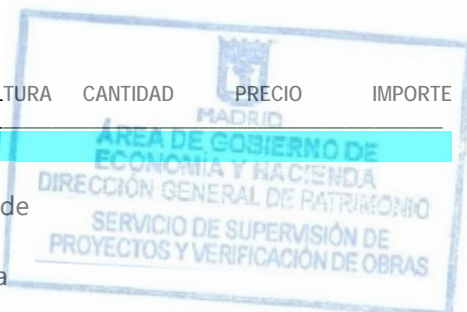 LTURA CANTIDAD PRECIO IMPORTE
MADRID
ÁREA DE GOBIERNO DE
ECONOMÍA Y HACIENDA
DIRECCIÓN GENERAL DE PATRIMONIO
de
SERVICIO DE SUPERVISIÓN DE
PROYECTOS Y VERIFICACIÓN DE OBRAS
a